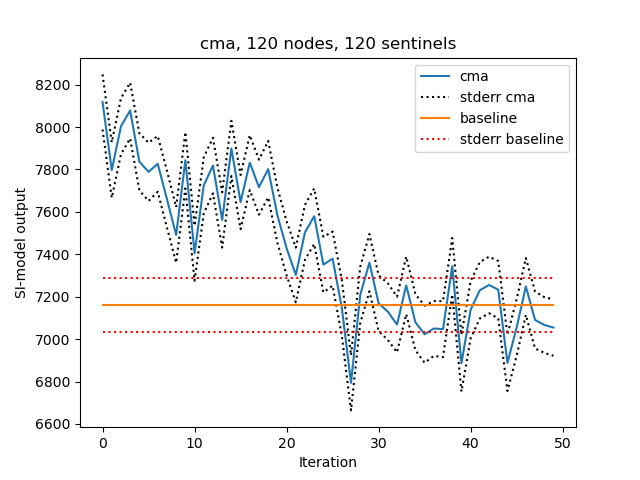 cma, 120 nodes, 120 sentinels
cma
stderr cma
baseline
stderr baseline
SI-model output
8200
8000
7800
7600
7400
7200
7000
6800
6600
0 10 20 30 40 50
Iteration